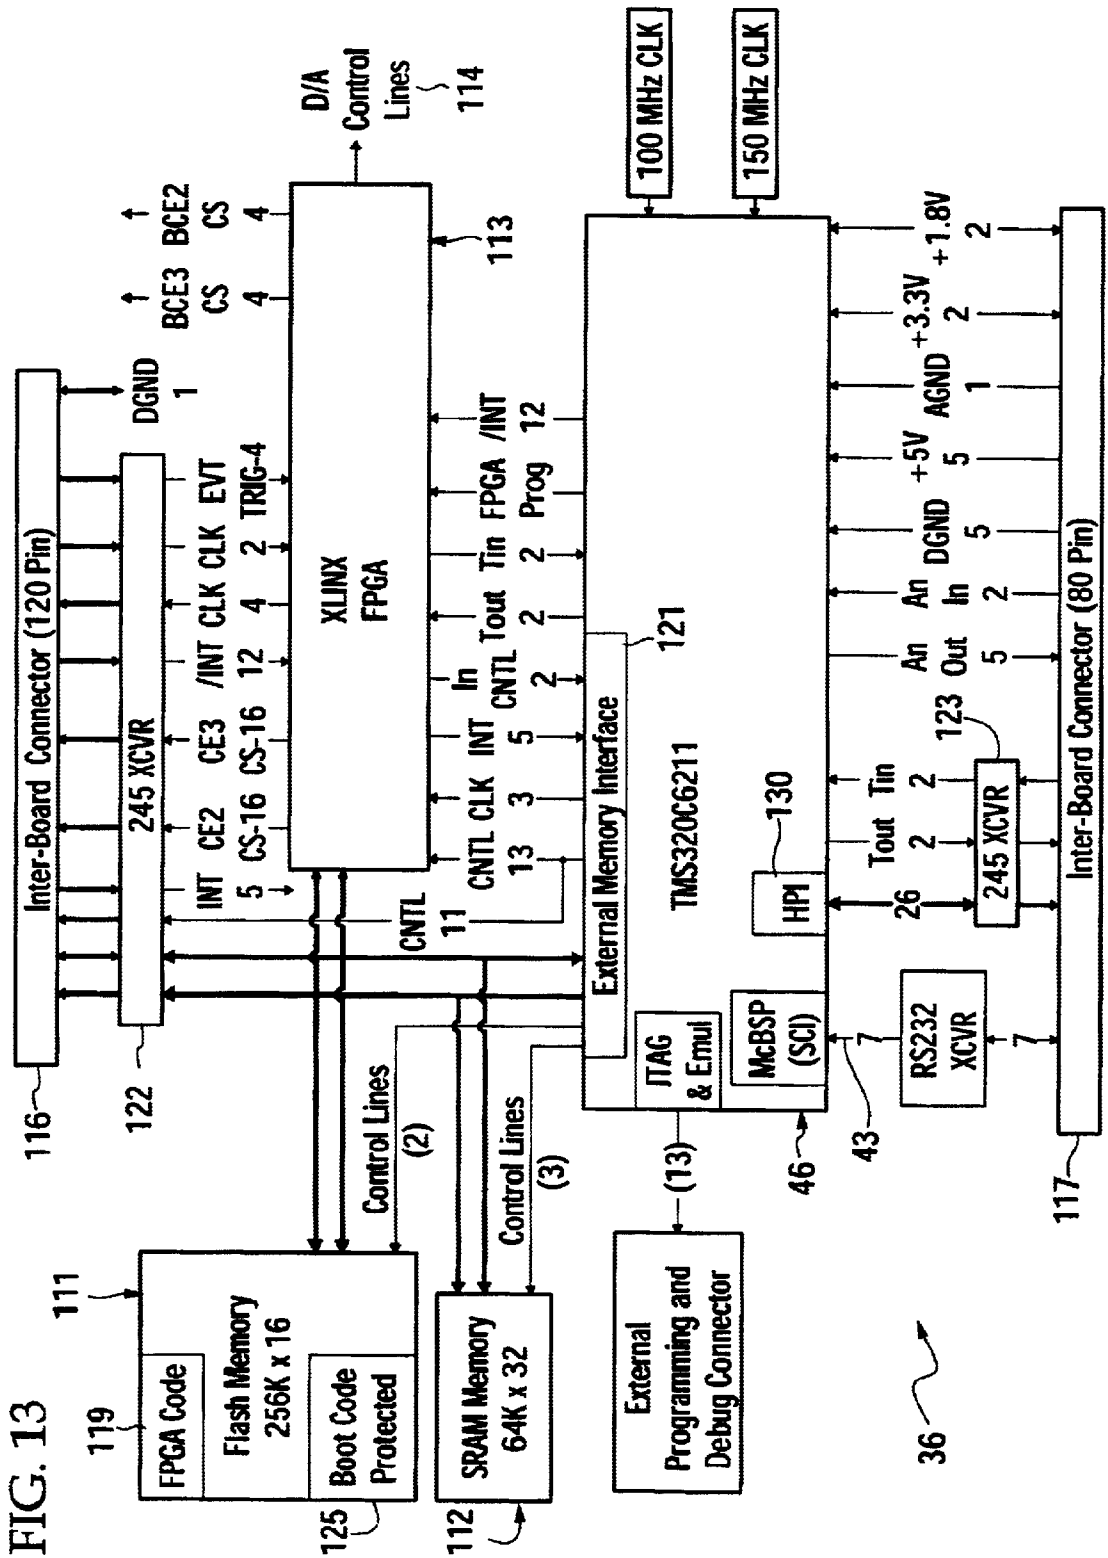 FIG. 13
116
Inter-Board Connector (120 Pin)
122
245 XCVR
DGND
1
BCE3
CS
4
BCE2
CS
4
CNTL
11
INT
5
CE2
CS-16
CE3
CS-16
/INT
12
CLK
4
CLK
2
EVT
TRIG-4
111
119
FPGA Code
Flash Memory
256K x 16
Boot Code
Protected
125
XLINX
FPGA
113
D/A
Control
Lines
114
Control Lines
(2)
CNTL
13
CLK
3
INT
5
In
CNTL
2
Tout
2
Tin
2
FPGA
Prog
/INT
12
112
SRAM Memory
64K x 32
Control Lines
(3)
External Memory Interface
121
100 MHz CLK
150 MHz CLK
TMS320C6211
JTAG
& Emul
(13)
External
Programming and
Debug Connector
McBSP
(SCI)
HPI
130
46
43
7
RS232
XCVR
7
26
Tout
2
Tin
2
123
245 XCVR
An
Out
5
An
In
2
DGND
5
+5V
5
AGND
1
+3.3V
2
+1.8V
2
117
Inter-Board Connector (80 Pin)
36